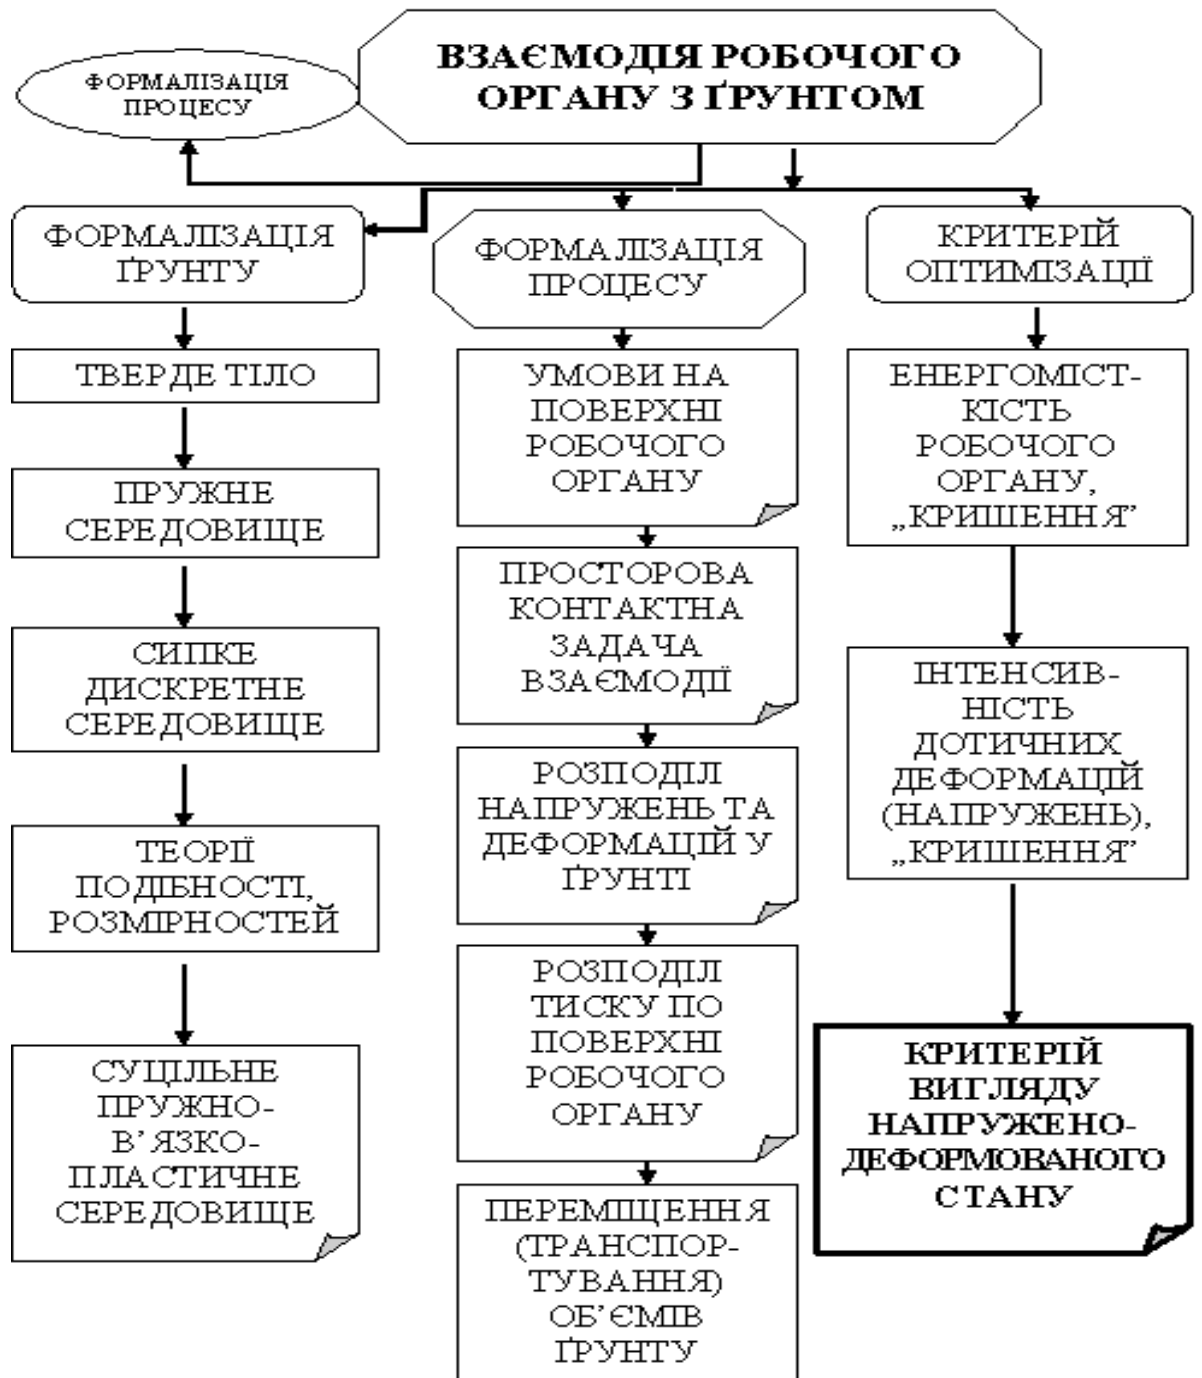 ВЗАЄМОДІЯ РОБОЧОГО
ОРГАНУ З ҐРУНТОМ
ФОРМАЛІЗАЦІЯ
ПРОЦЕСУ
ФОРМАЛІЗАЦІЯ
ҐРУНТУ
ТВЕРДЕ ТІЛО
ПРУЖНЕ
СЕРЕДОВИЩЕ
СИПКЕ
ДИСКРЕТНЕ
СЕРЕДОВИЩЕ
ТЕОРІЇ
ПОДІБНОСТІ,
РОЗМІРНОСТЕЙ
СУЦІЛЬНЕ
ПРУЖНО-
В’ЯЗКО-
ПЛАСТИЧНЕ
СЕРЕДОВИЩЕ
ФОРМАЛІЗАЦІЯ
ПРОЦЕСУ
УМОВИ НА
ПОВЕРХНІ
РОБОЧОГО
ОРГАНУ
ПРОСТОРОВА
КОНТАКТНА
ЗАДАЧА
ВЗАЄМОДІЇ
РОЗПОДІЛ
НАПРУЖЕНЬ ТА
ДЕФОРМАЦІЙ У
ҐРУНТІ
РОЗПОДІЛ
ТИСКУ ПО
ПОВЕРХНІ
РОБОЧОГО
ОРГАНУ
ПЕРЕМІЩЕННЯ
(ТРАНСПОР-
ТУВАННЯ)
ОБ’ЄМІВ
ҐРУНТУ
КРИТЕРІЙ
ОПТИМІЗАЦІЇ
ЕНЕРГОМІСТ-
КІСТЬ
РОБОЧОГО
ОРГАНУ,
„КРИШЕННЯ”
ІНТЕНСИВ-
НІСТЬ
ДОТИЧНИХ
ДЕФОРМАЦІЙ
(НАПРУЖЕНЬ),
„КРИШЕННЯ”
КРИТЕРІЙ
ВИГЛЯДУ
НАПРУЖЕНО-
ДЕФОРМОВАНОГО
СТАНУ